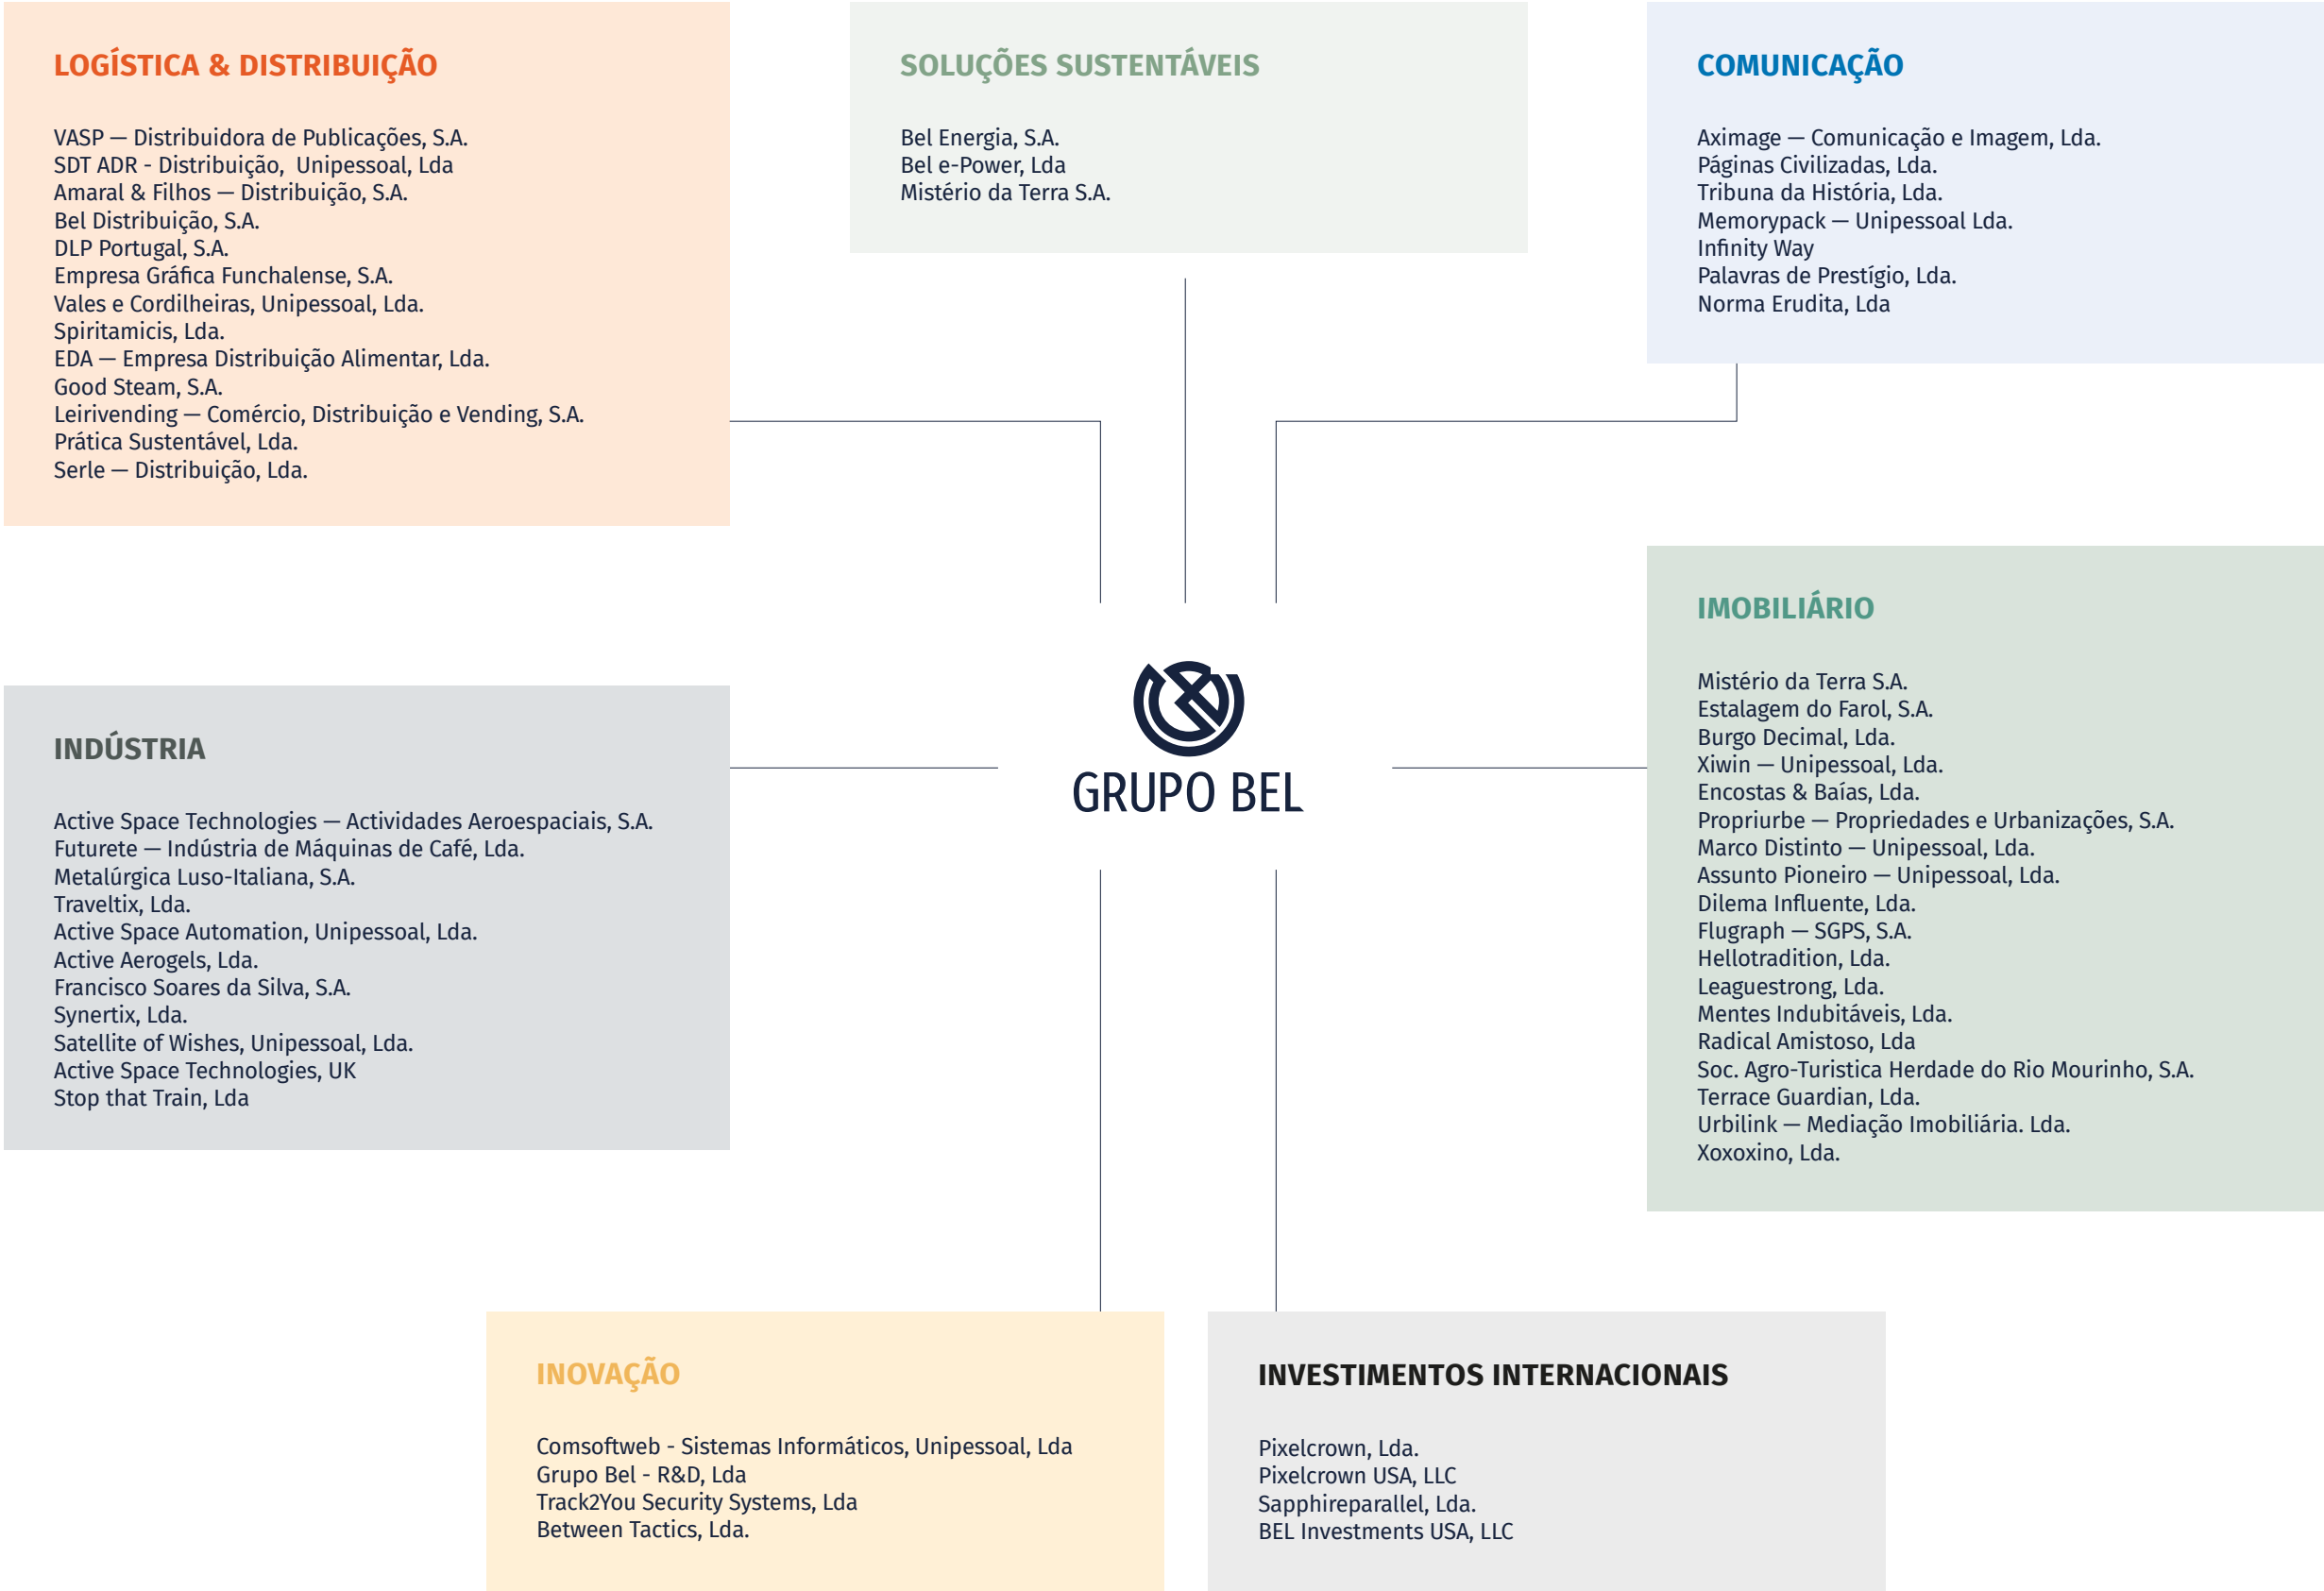 LOGÍSTICA & DISTRIBUIÇÃO
VASP — Distribuidora de Publicações, S.A.
SDT ADR - Distribuição,  Unipessoal, Lda
Amaral & Filhos — Distribuição, S.A.
Bel Distribuição, S.A.
DLP Portugal, S.A.
Empresa Gráfica Funchalense, S.A.
Vales e Cordilheiras, Unipessoal, Lda.
Spiritamicis, Lda.
EDA — Empresa Distribuição Alimentar, Lda.
Good Steam, S.A.
Leirivending — Comércio, Distribuição e Vending, S.A.
Prática Sustentável, Lda.
Serle — Distribuição, Lda.
SOLUÇÕES SUSTENTÁVEIS
Bel Energia, S.A.
Bel e-Power, Lda
Mistério da Terra S.A.
COMUNICAÇÃO
Aximage — Comunicação e Imagem, Lda.
Páginas Civilizadas, Lda.
Tribuna da História, Lda.
Memorypack — Unipessoal Lda.
Infinity Way
Palavras de Prestígio, Lda.
Norma Erudita, Lda
INDÚSTRIA
Active Space Technologies — Actividades Aeroespaciais, S.A.
Futurete — Indústria de Máquinas de Café, Lda.
Metalúrgica Luso-Italiana, S.A.
Traveltix, Lda.
Active Space Automation, Unipessoal, Lda.
Active Aerogels, Lda.
Francisco Soares da Silva, S.A.
Synertix, Lda.
Satellite of Wishes, Unipessoal, Lda.
Active Space Technologies, UK
Stop that Train, Lda
GRUPO BEL
IMOBILIÁRIO
Mistério da Terra S.A.
Estalagem do Farol, S.A.
Burgo Decimal, Lda.
Xiwin — Unipessoal, Lda.
Encostas & Baías, Lda.
Propriurbe — Propriedades e Urbanizações, S.A.
Marco Distinto — Unipessoal, Lda.
Assunto Pioneiro — Unipessoal, Lda.
Dilema Influente, Lda.
Flugraph — SGPS, S.A.
Hellotradition, Lda.
Leaguestrong, Lda.
Mentes Indubitáveis, Lda.
Radical Amistoso, Lda
Soc. Agro-Turistica Herdade do Rio Mourinho, S.A.
Terrace Guardian, Lda.
Urbilink — Mediação Imobiliária. Lda.
Xoxoxino, Lda.
INOVAÇÃO
Comsoftweb - Sistemas Informáticos, Unipessoal, Lda
Grupo Bel - R&D, Lda
Track2You Security Systems, Lda
Between Tactics, Lda.
INVESTIMENTOS INTERNACIONAIS
Pixelcrown, Lda.
Pixelcrown USA, LLC
Sapphireparallel, Lda.
BEL Investments USA, LLC